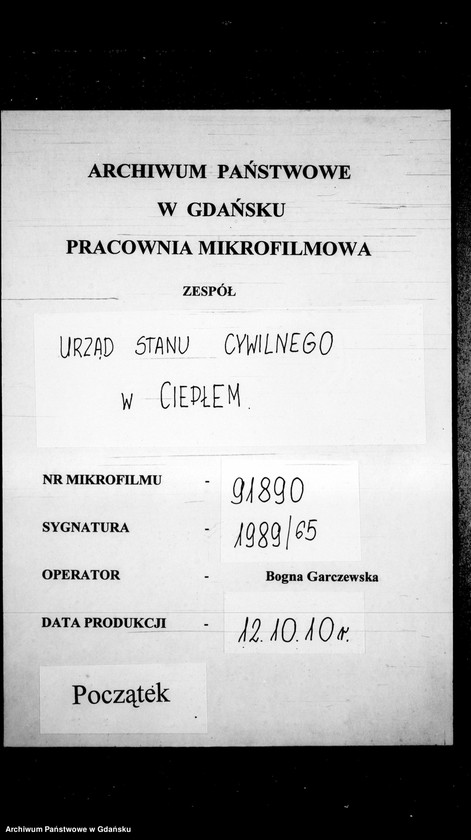 ARCHIWUM PAŃSTWOWE
W GDAŃSKU
PRACOWNIA MIKROFILMOWA
ZESPÓŁ
URZĄD STANU CYWILNEGO
W CIEPŁEM.
NR MIKROFILMU - 91890
SYGNATURA - 1989/65
OPERATOR - Bogna Garczewska
DATA PRODUKCJI - 12.10.10r.
Początek
Archiwum Państwowe w Gdańsku